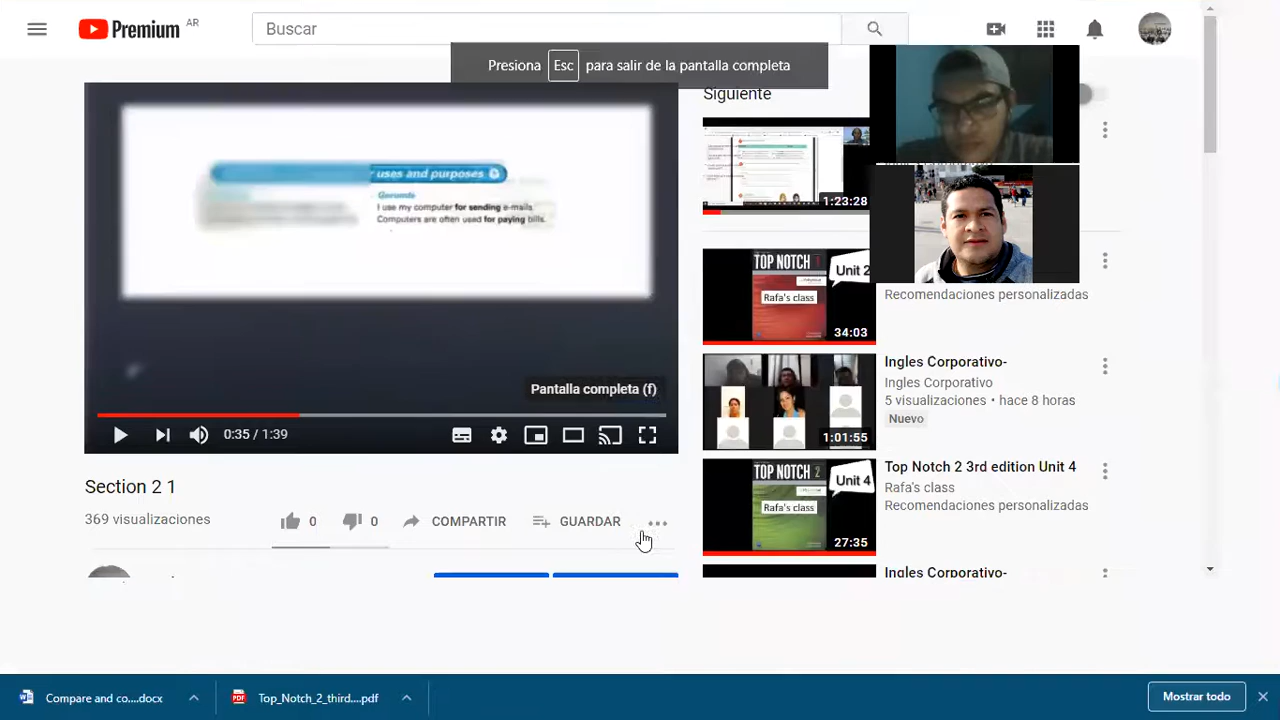 Premium AR
Buscar
Presiona Esc para salir de la pantalla completa
Siguiente
uses and purposes
Gerunds
I use my computer for sending e-mails.
Computers are often used for paying bills.
1:23:28
TOP NOTCH 1
Unit 2
Rafa's class
34:03
Recomendaciones personalizadas
Pantalla completa (f)
0:35 / 1:39
Ingles Corporativo-
Ingles Corporativo
5 visualizaciones • hace 8 horas
Nuevo
1:01:55
Section 2 1
369 visualizaciones
0
0
COMPARTIR
GUARDAR
TOP NOTCH 2
Unit 4
Rafa's class
27:35
Top Notch 2 3rd edition Unit 4
Rafa's class
Recomendaciones personalizadas
Ingles Corporativo-
Compare and co....docx
PDF
Top_Notch_2_third....pdf
Mostrar todo